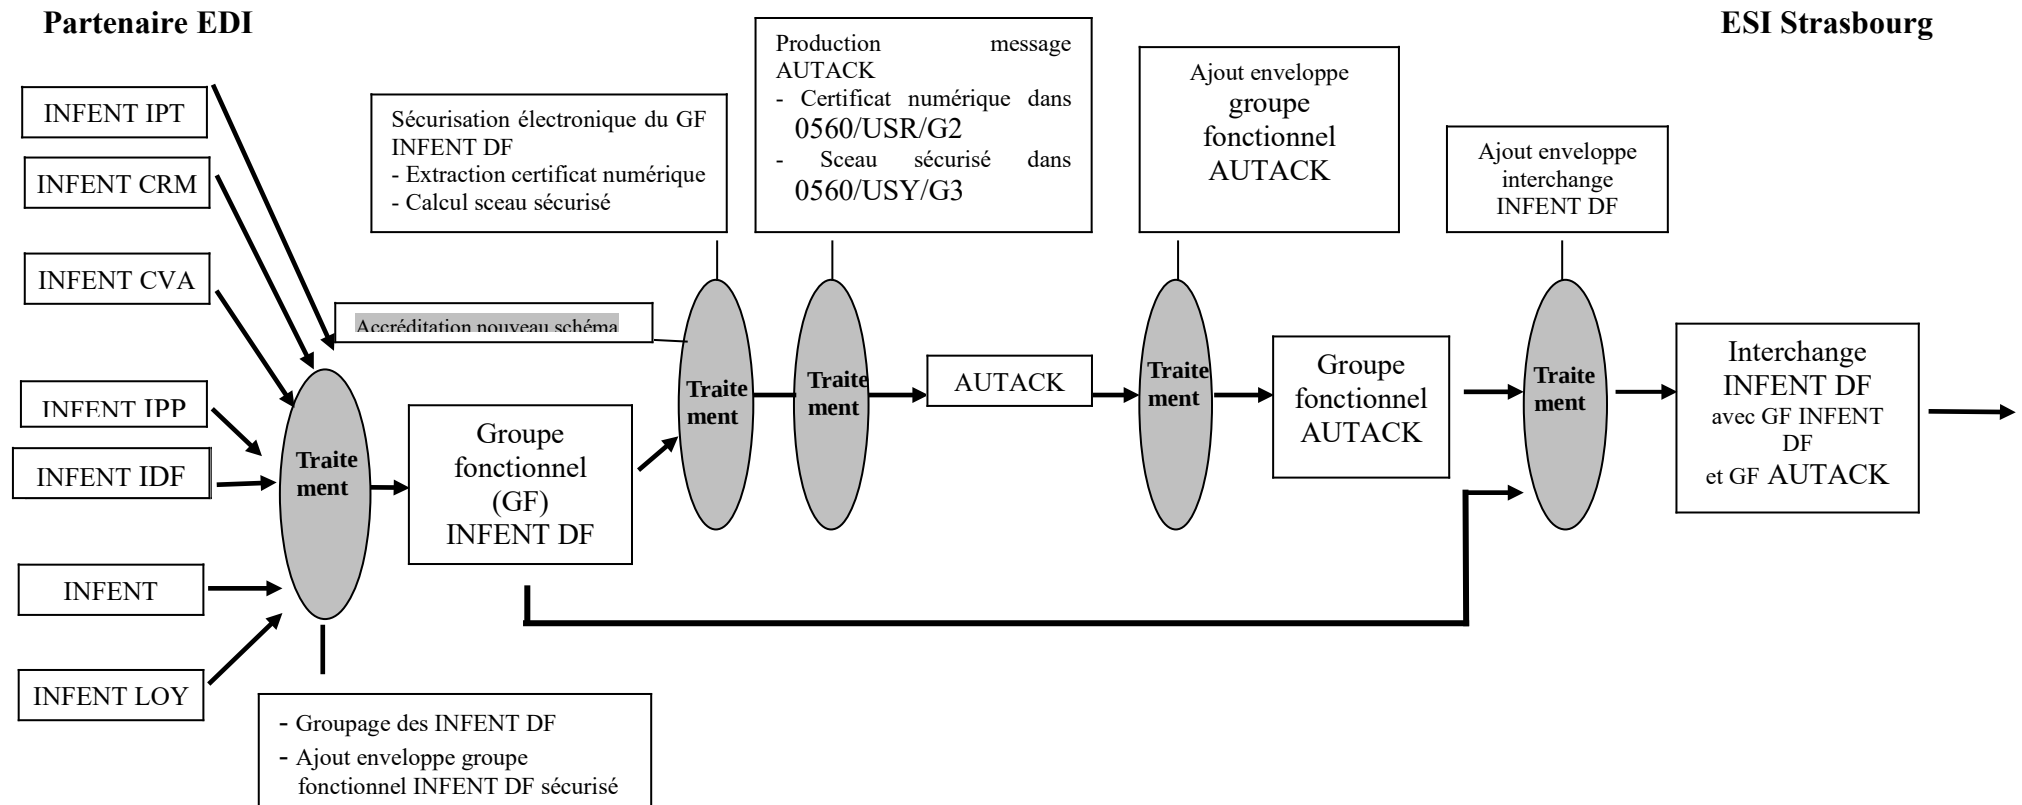 Partenaire EDI
ESI Strasbourg
INFENT IPT
INFENT CRM
INFENT CVA
INFENT IPP
INFENT IDF
INFENT
INFENT LOY
Traite
ment
- Groupage des INFENT DF
- Ajout enveloppe groupe
fonctionnel INFENT DF sécurisé
Groupe
fonctionnel
(GF)
INFENT DF
Accréditation nouveau schéma
Sécurisation électronique du GF
INFENT DF
- Extraction certificat numérique
- Calcul sceau sécurisé
Traite
ment
Production message
AUTACK
- Certificat numérique dans
0560/USR/G2
- Sceau sécurisé dans
0560/USY/G3
Traite
ment
AUTACK
Ajout enveloppe
groupe
fonctionnel
AUTACK
Traite
ment
Groupe
fonctionnel
AUTACK
Ajout enveloppe
interchange
INFENT DF
Traite
ment
Interchange
INFENT DF
avec GF INFENT
DF
et GF AUTACK